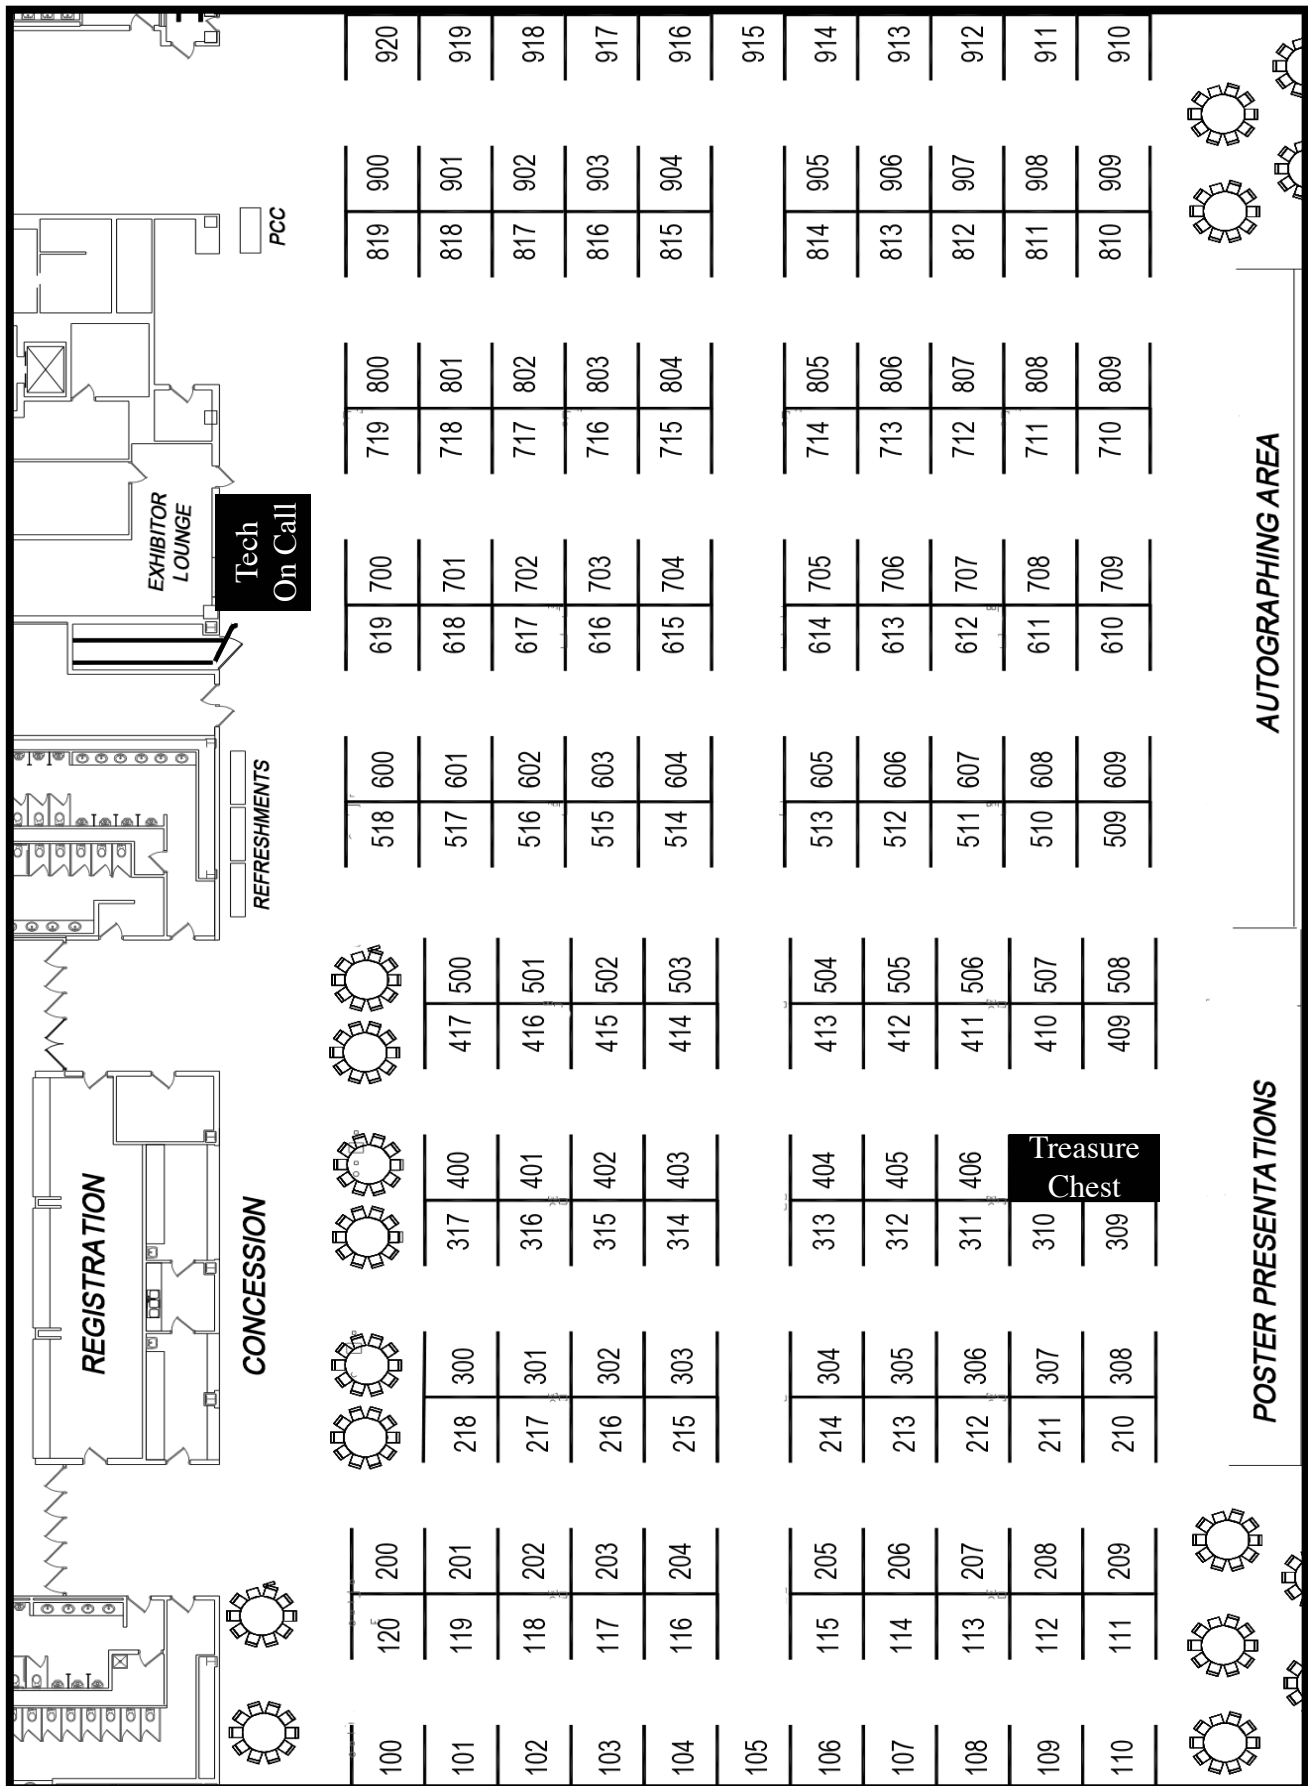 920 919 918 917 916 915 914 913 912 911 910
900 901 902 903 904 905 906 907 908 909
819 818 817 816 815 814 813 812 811 810
PCC
800 801 802 803 804 805 806 807 808 809
719 718 717 716 715 714 713 712 711 710
EXHIBITOR
LOUNGE
Tech
On Call
700 701 702 703 704 705 706 707 708 709
619 618 617 616 615 614 613 612 611 610
AUTOGRAPHING AREA
600 601 602 603 604 605 606 607 608 609
518 517 516 515 514 513 512 511 510 509
REFRESHMENTS
500 501 502 503 504 505 506 507 508
417 416 415 414 413 412 411 410 409
400 401 402 403 404 405 406
Treasure
Chest
317 316 315 314 313 312 311 310 309
REGISTRATION
CONCESSION
POSTER PRESENTATIONS
300 301 302 303 304 305 306 307 308
218 217 216 215 214 213 212 211 210
200 201 202 203 204 205 206 207 208 209
120 119 118 117 116 115 114 113 112 111
100 101 102 103 104 105 106 107 108 109 110